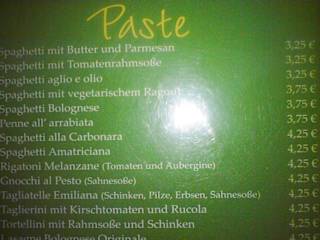 Paste
Spaghetti mit Butter und Parmesan 3,25 €
Spaghetti mit Tomatenrahmsoße 3,25 €
Spaghetti aglio e olio 3,25 €
Spaghetti mit vegetarischem Ragout 3,75 €
Spaghetti Bolognese 3,75 €
Penne all' arrabiata 3,75 €
Spaghetti alla Carbonara 4,25 €
Spaghetti Amatriciana 4,25 €
Rigatoni Melanzane (Tomaten und Aubergine) 4,25 €
Gnocchi al Pesto (Sahnesoße) 4,25 €
Tagliatelle Emiliana (Schinken, Pilze, Erbsen, Sahnesoße) 4,25 €
Taglierini mit Kirschtomaten und Rucola 4,25 €
Tortellini mit Rahmsoße und Schinken 4,25 €
Lasagne Bolognese Originale